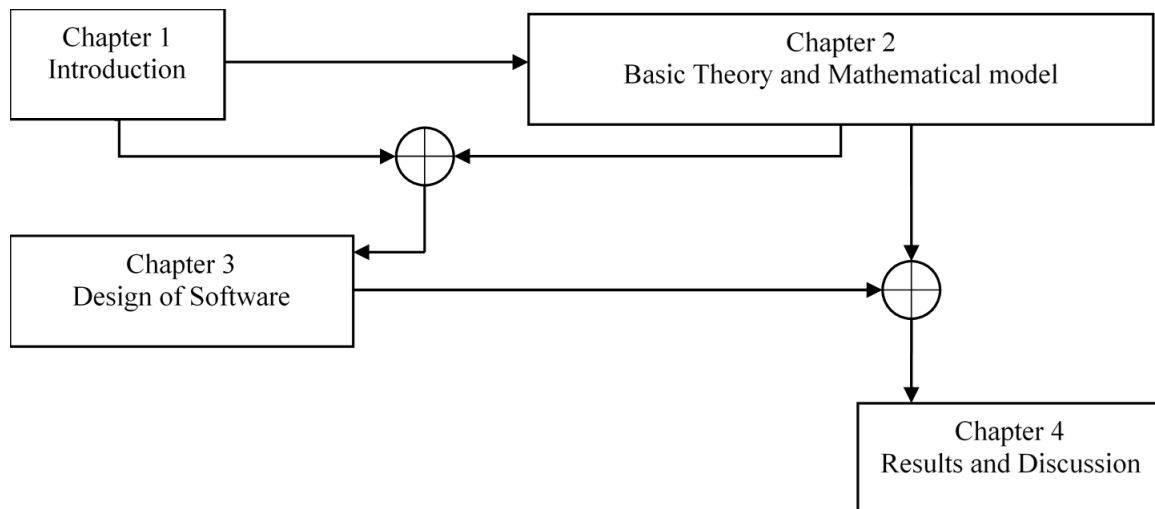 Chapter 1
Introduction
Chapter 2
Basic Theory and Mathematical model
Chapter 3
Design of Software
Chapter 4
Results and Discussion